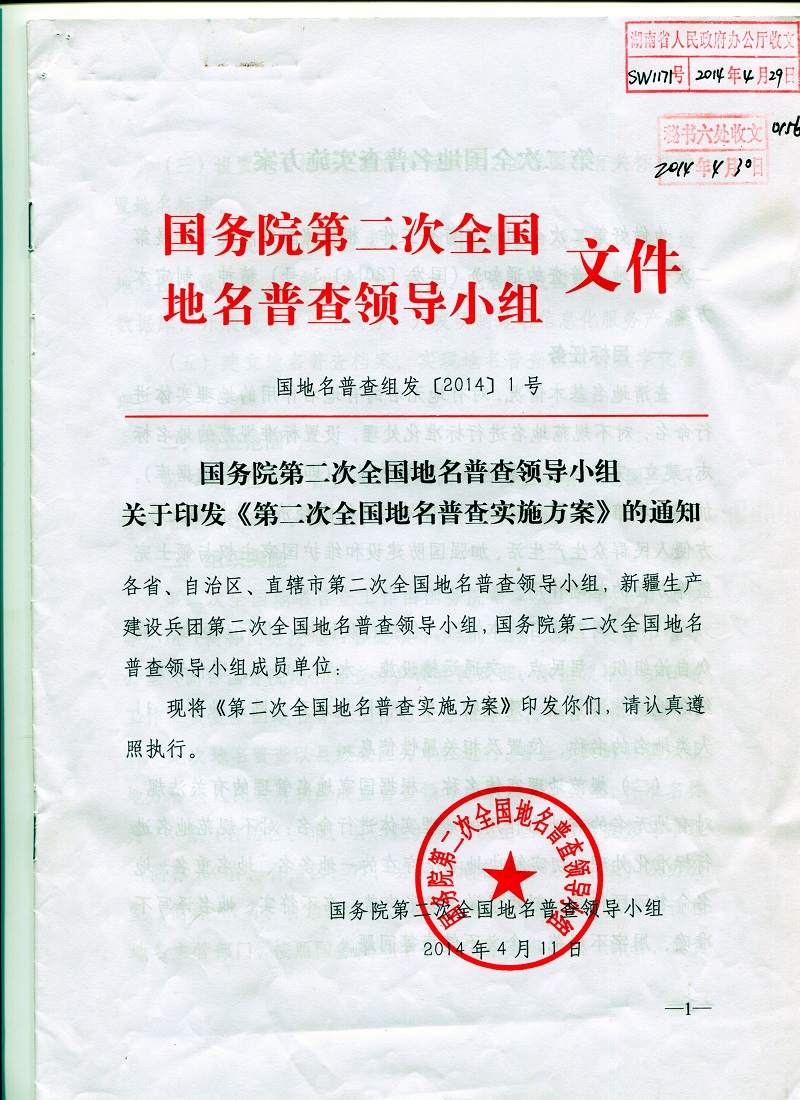 湖南省人民政府办公厅收文
SW1171号 2014年4月29日
秘书六处收文 0156
2014年4月30日
国务院第二次全国
地名普查领导小组
文件
国地名普查组发〔2014〕1号
国务院第二次全国地名普查领导小组
关于印发《第二次全国地名普查实施方案》的通知
各省、自治区、直辖市第二次全国地名普查领导小组，新疆生产
建设兵团第二次全国地名普查领导小组，国务院第二次全国地名
普查领导小组成员单位：
现将《第二次全国地名普查实施方案》印发你们，请认真遵
照执行。
国务院第二次全国地名普查领导小组
国务院第二次全国地名普查领导小组
2014年4月11日
—1—